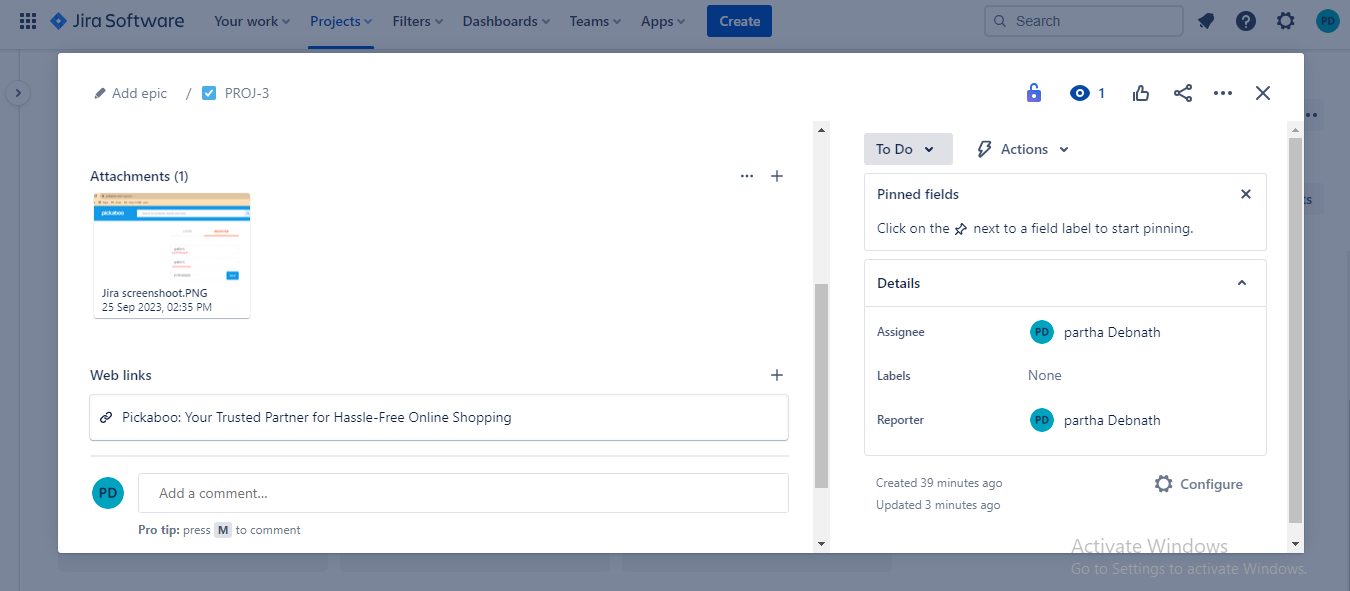 Jira Software Your work Projects Filters Dashboards Teams Apps Create Search PD
Add epic / PROJ-3 1
To Do Actions
Attachments (1)
pickaboo
Jira screenshoot.PNG
25 Sep 2023, 02:35 PM
Pinned fields
Click on the next to a field label to start pinning.
Details
Assignee PD partha Debnath
Labels None
Reporter PD partha Debnath
Web links
Pickaboo: Your Trusted Partner for Hassle-Free Online Shopping
PD Add a comment...
Pro tip: press M to comment
Created 39 minutes ago
Configure
Updated 3 minutes ago
Activate Windows
Go to Settings to activate Windows.